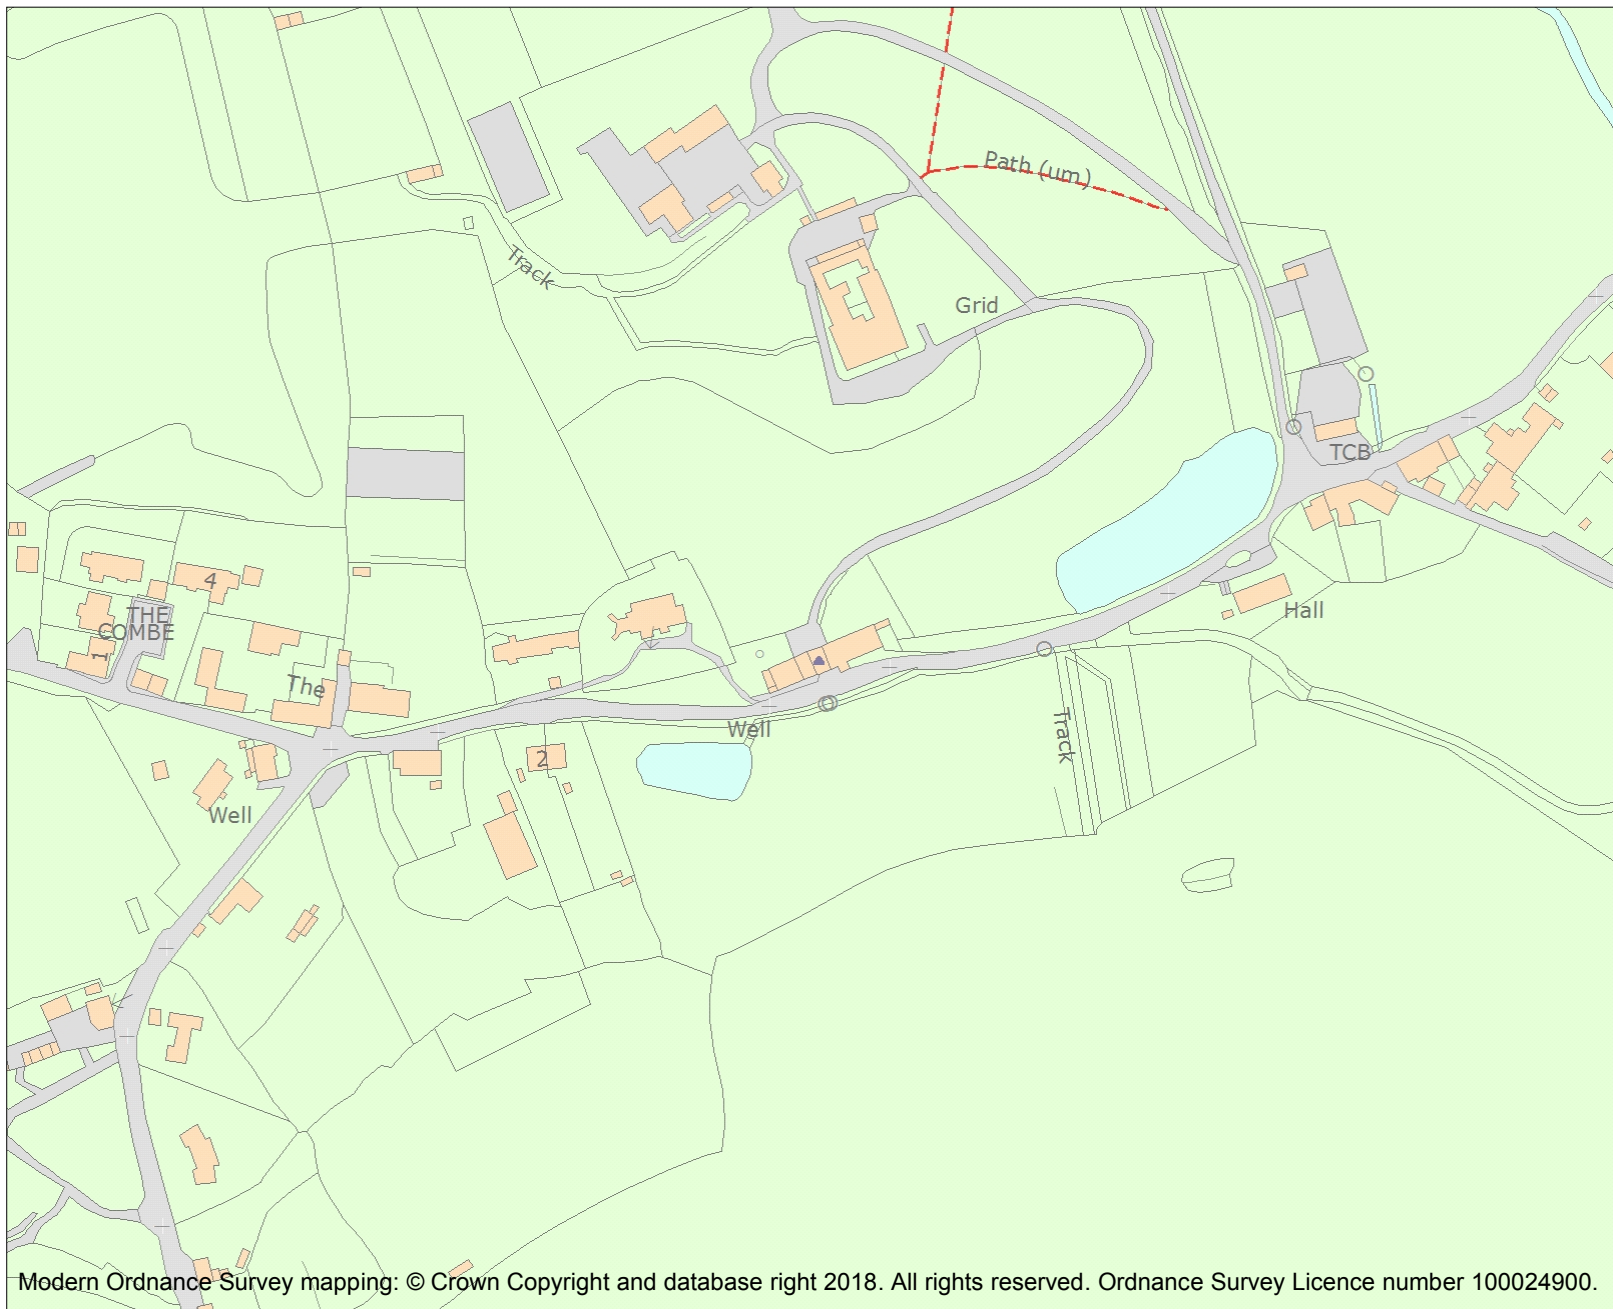 Path (um)
Track
Grid
TCB
4
THE
COMBE
Hall
1
The
Well
Track
2
Well
Modern Ordnance Survey mapping: © Crown Copyright and database right 2018. All rights reserved. Ordnance Survey Licence number 100024900.